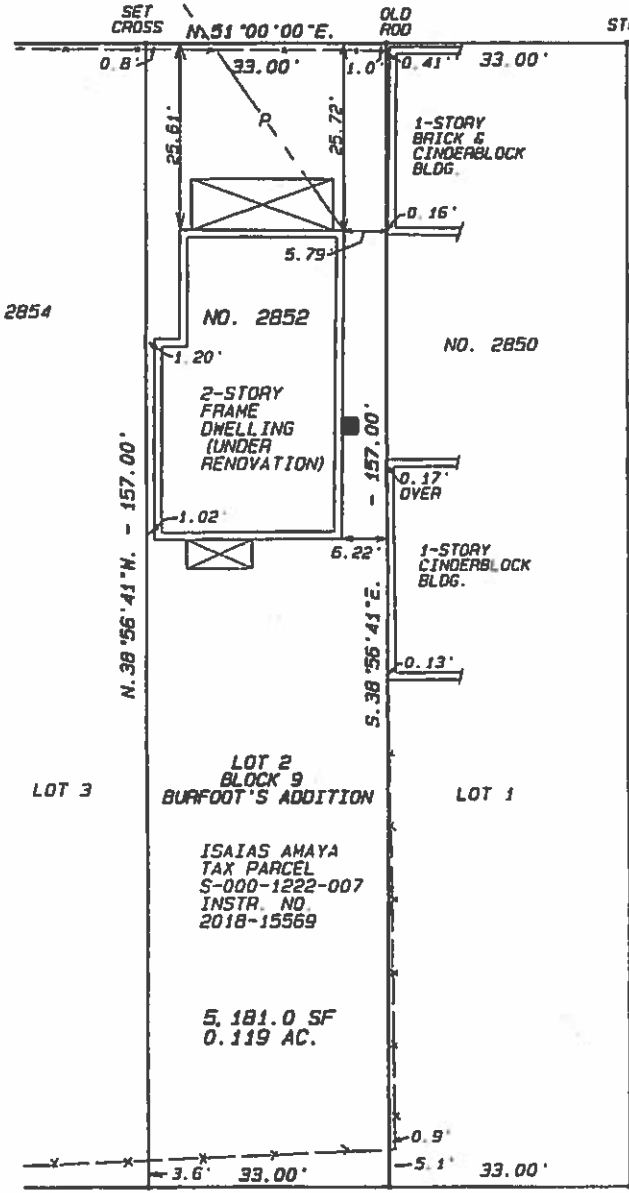 SET
CROSS
N.51°00'00"E.
OLD
ROD
ST
0.8'
33.00'
1.0'
0.41'
33.00'
25.61'
25.72'
P
1-STORY
BRICK &
CINDERBLOCK
BLDG.
0.16'
5.79'
2854
NO. 2852
NO. 2850
1.20'
2-STORY
FRAME
DWELLING
(UNDER
RENOVATION)
N.38°56'41"W. - 157.00'
S.38°56'41"E. - 157.00'
0.17'
OVER
1.02'
6.22'
1-STORY
CINDERBLOCK
BLDG.
0.13'
LOT 3
LOT 2
BLOCK 9
BURFOOT'S ADDITION
LOT 1
ISAIAS AMAYA
TAX PARCEL
S-000-1222-007
INSTR. NO.
2018-15569
5,181.0 SF
0.119 AC.
0.9'
3.6'
33.00'
5.1'
33.00'